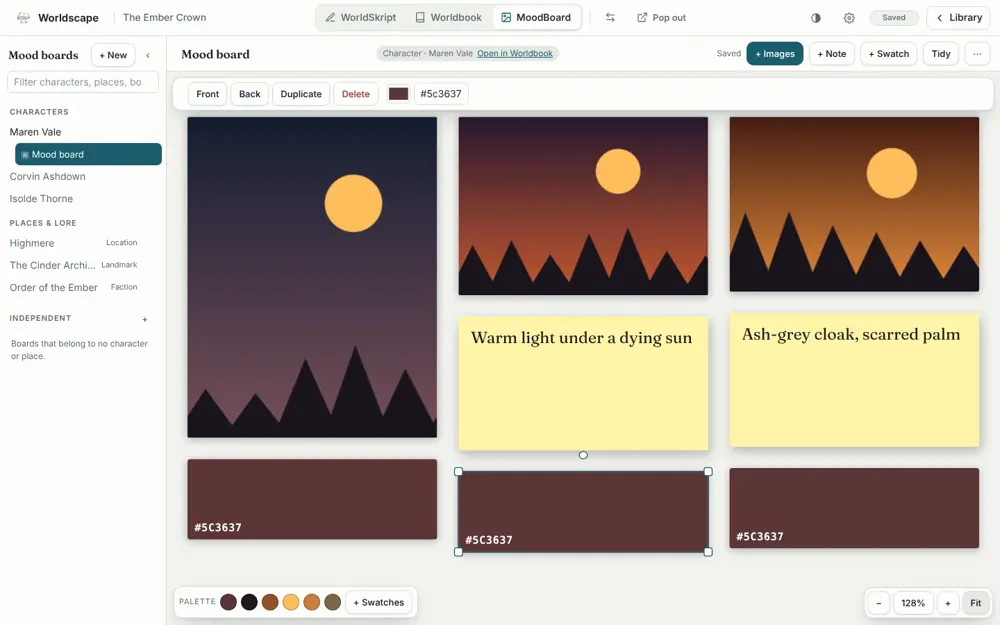 Worldscape
The Ember Crown
WorldSkript
Worldbook
MoodBoard
Pop out
Saved
Library
Mood boards
+ New
Filter characters, places, bo
CHARACTERS
Maren Vale
Mood board
Corvin Ashdown
Isolde Thorne
PLACES & LORE
Highmere Location
The Cinder Archi... Landmark
Order of the Ember Faction
INDEPENDENT +
Boards that belong to no character
or place.
Mood board
Character · Maren Vale Open in Worldbook
Saved
+ Images
+ Note
+ Swatch
Tidy
...
Front
Back
Duplicate
Delete
#5c3637
Warm light under a dying sun
Ash-grey cloak, scarred palm
#5C3637
#5C3637
#5C3637
PALETTE
+ Swatches
− 128% + Fit